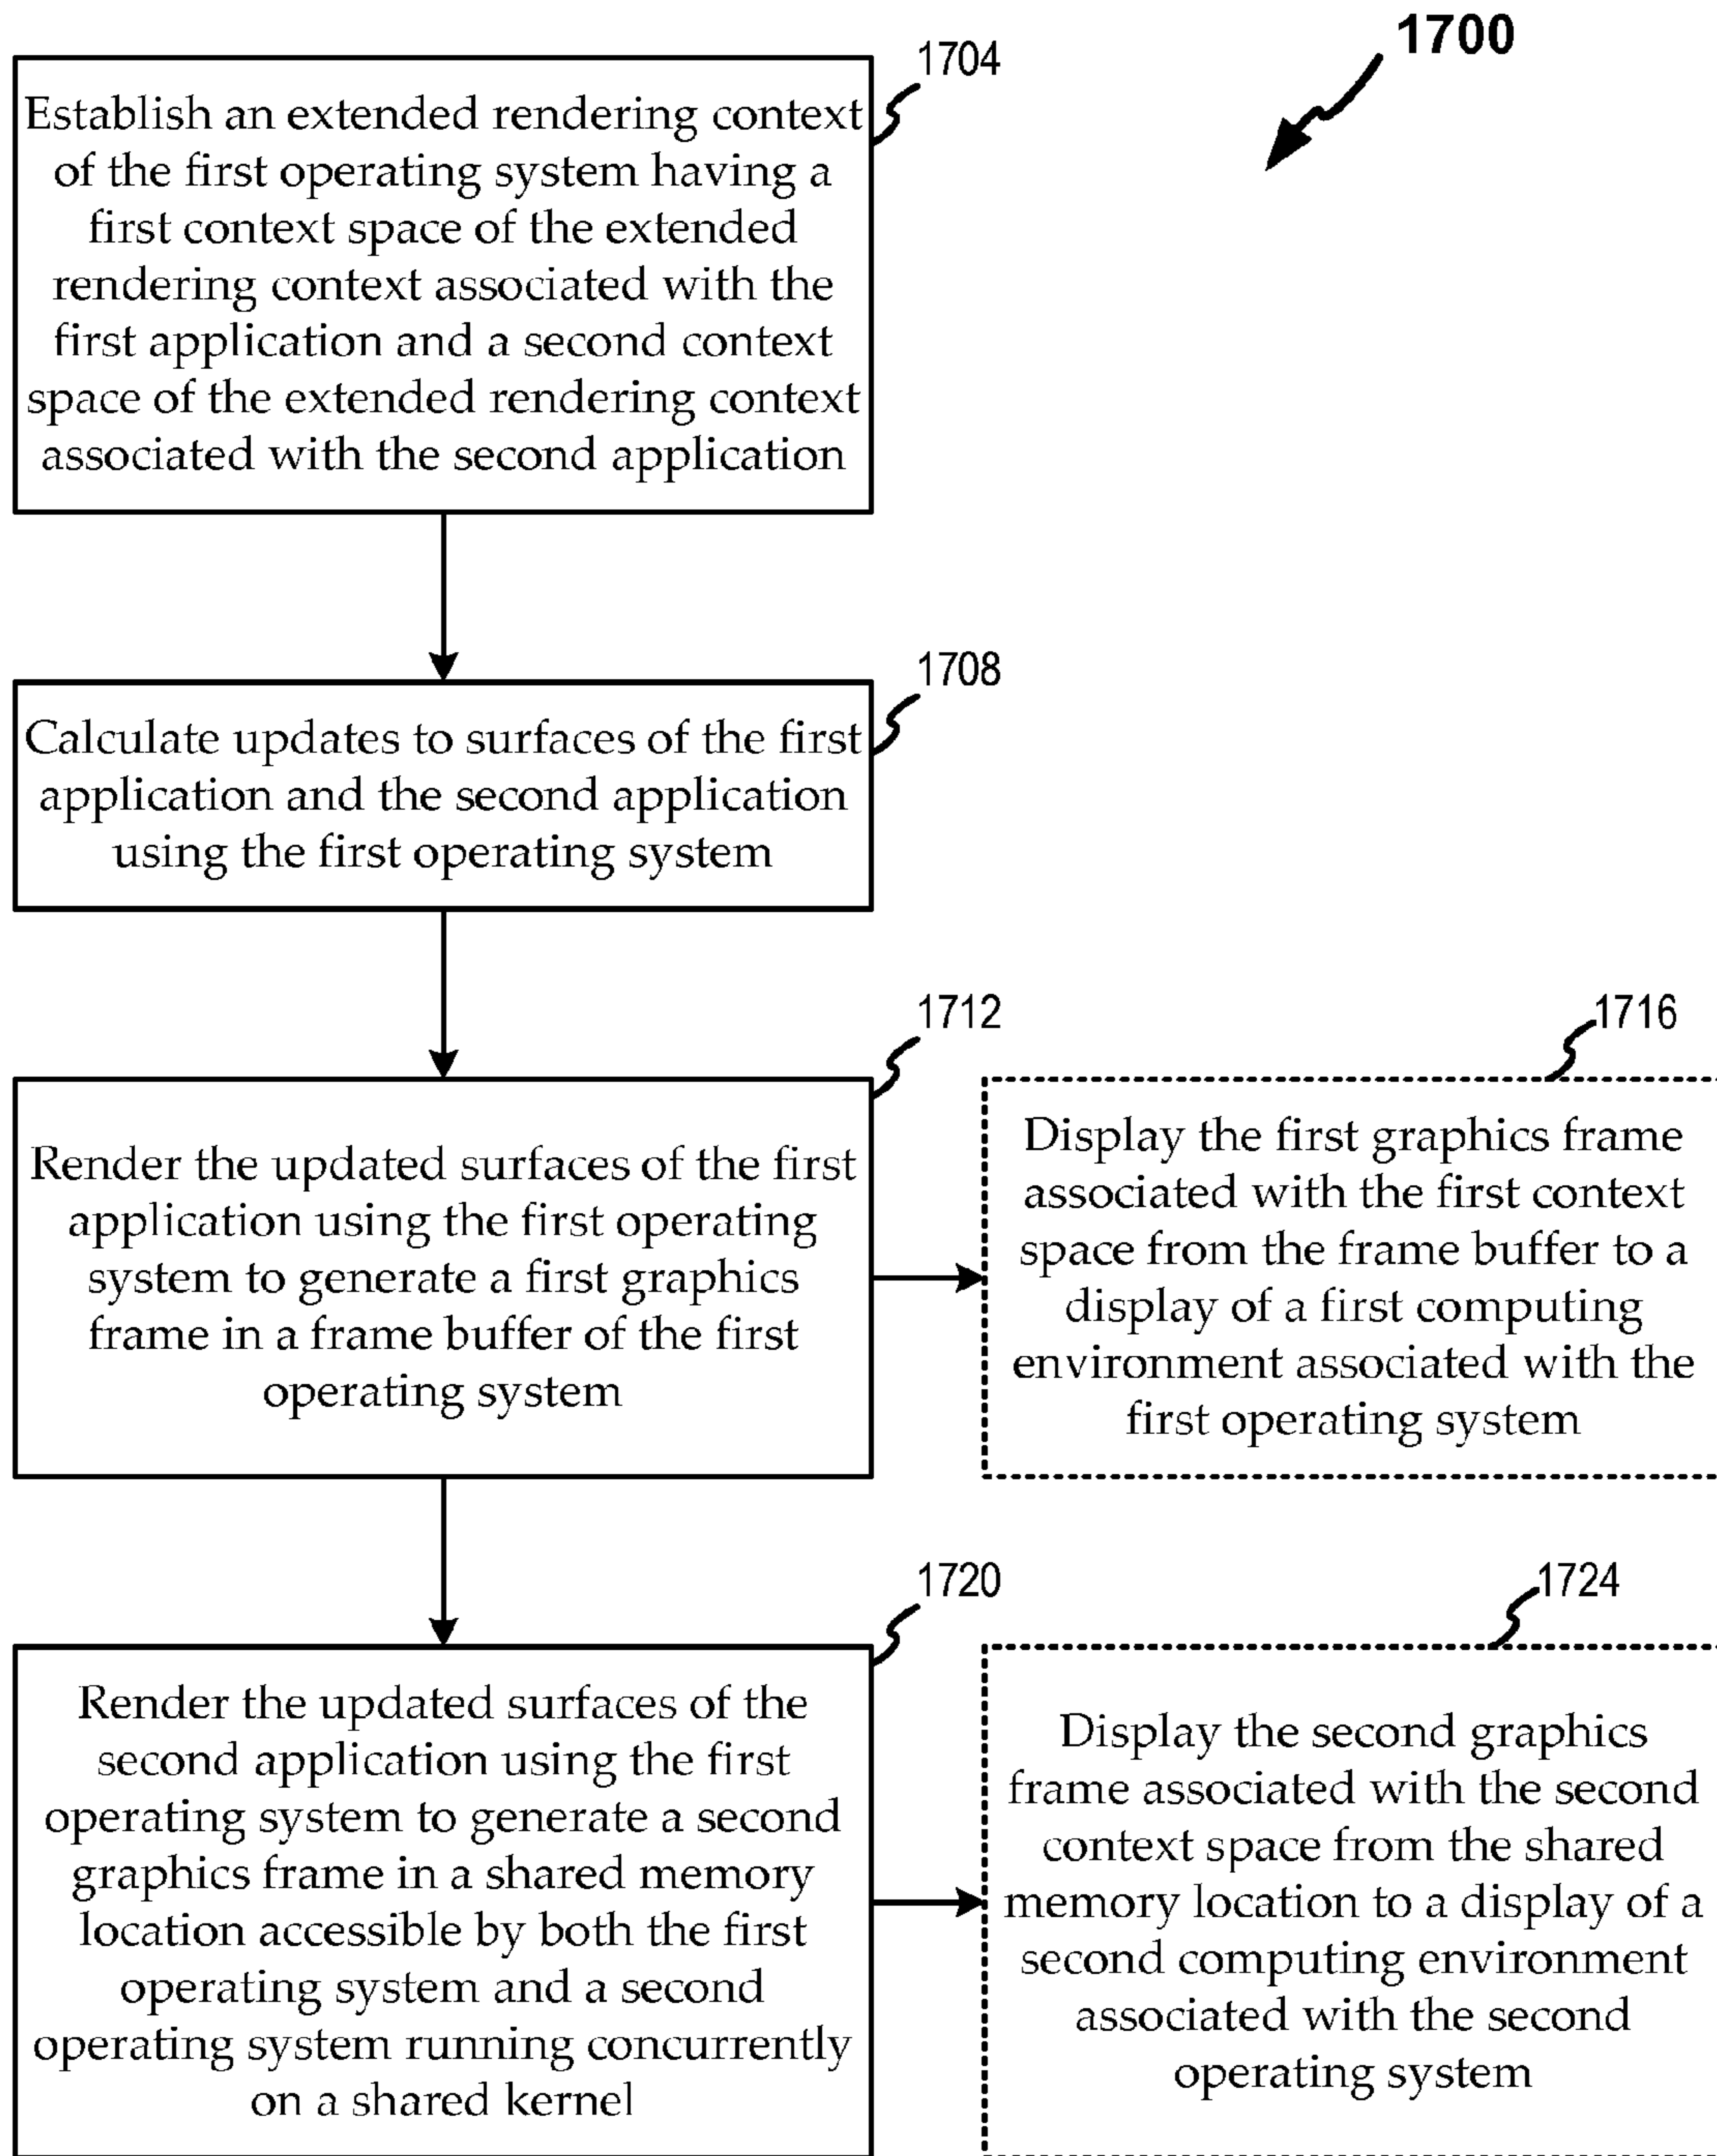 1700
1704
Establish an extended rendering context
of the first operating system having a
first context space of the extended
rendering context associated with the
first application and a second context
space of the extended rendering context
associated with the second application
1708
Calculate updates to surfaces of the first
application and the second application
using the first operating system
1712
Render the updated surfaces of the first
application using the first operating
system to generate a first graphics
frame in a frame buffer of the first
operating system
1716
Display the first graphics frame
associated with the first context
space from the frame buffer to a
display of a first computing
environment associated with the
first operating system
1720
Render the updated surfaces of the
second application using the first
operating system to generate a second
graphics frame in a shared memory
location accessible by both the first
operating system and a second
operating system running concurrently
on a shared kernel
1724
Display the second graphics
frame associated with the second
context space from the shared
memory location to a display of a
second computing environment
associated with the second
operating system